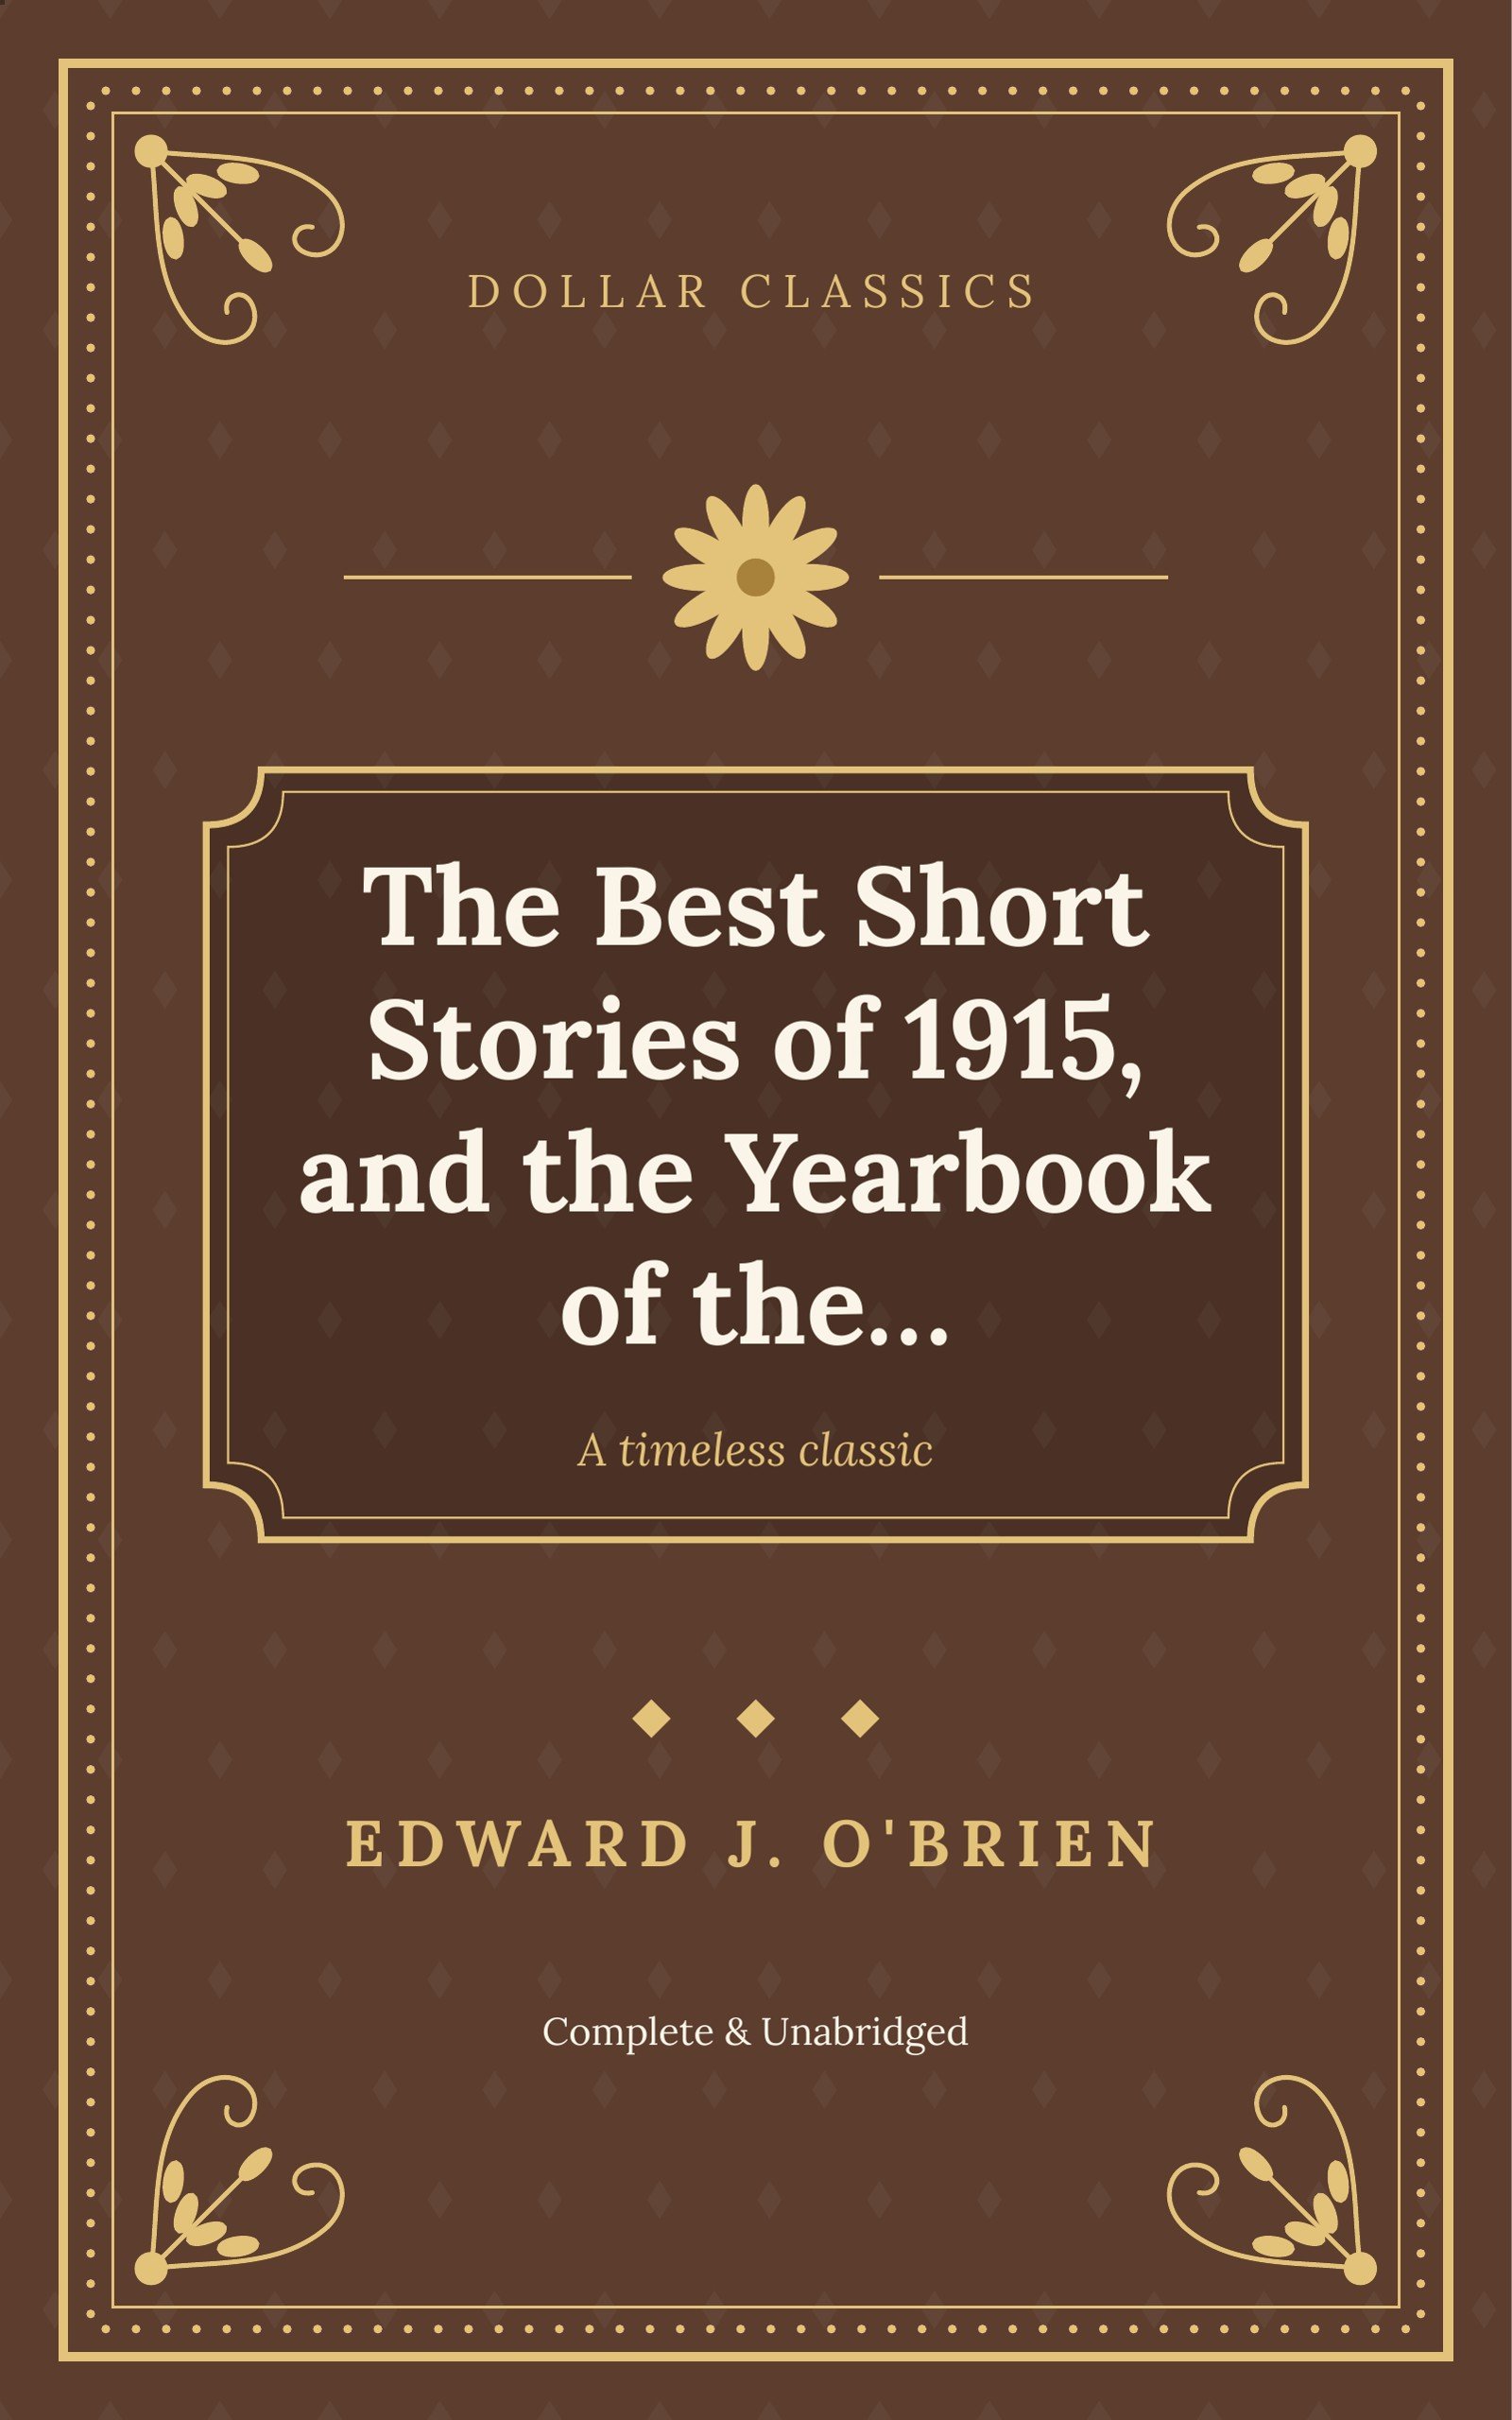 DOLLAR CLASSICS
The Best Short
Stories of 1915,
and the Yearbook
of the...
A timeless classic
EDWARD J. O'BRIEN
Complete & Unabridged